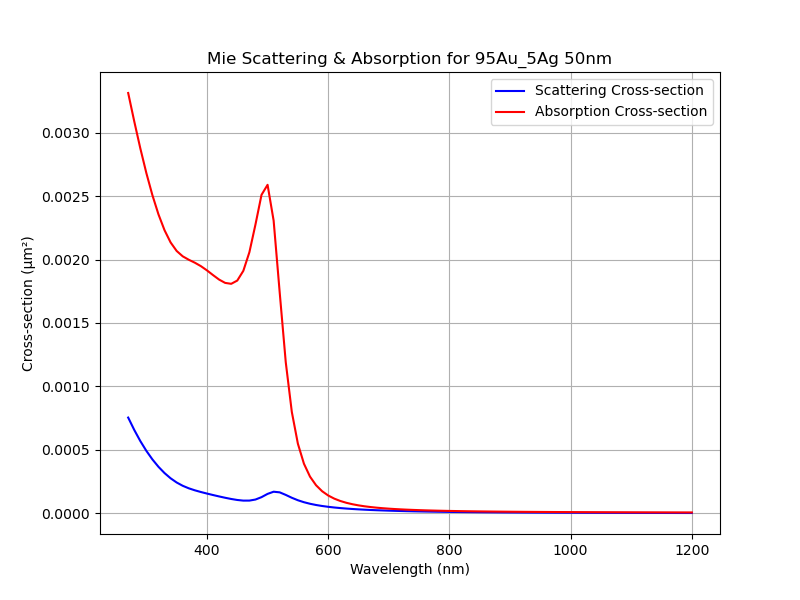 Mie Scattering & Absorption for 95Au_5Ag 50nm
Scattering Cross-section
Absorption Cross-section
Cross-section (μm²)
0.0030
0.0025
0.0020
0.0015
0.0010
0.0005
0.0000
400 600 800 1000 1200
Wavelength (nm)